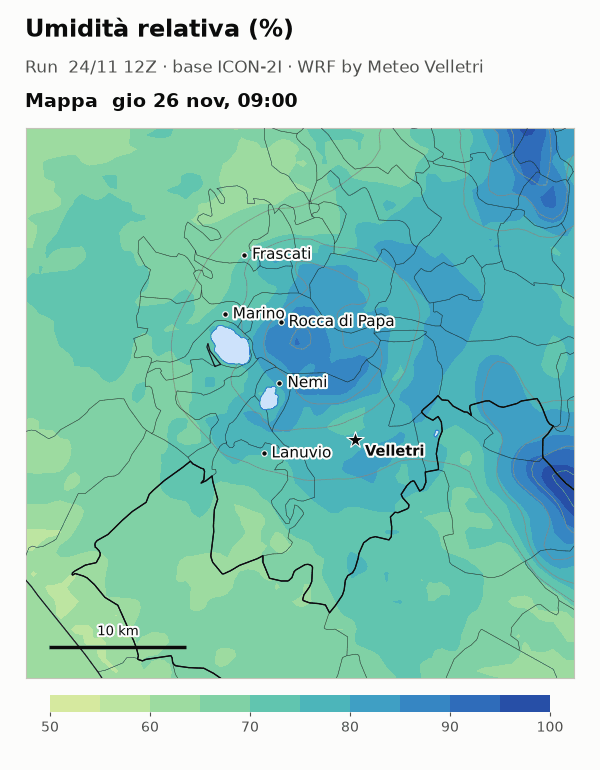 Umidità relativa (%)
Run  24/11 12Z · base ICON-2I · WRF by Meteo Velletri
Mappa  gio 26 nov, 09:00
Frascati
Marino
Rocca di Papa
Nemi
Velletri
Lanuvio
10 km
50 60 70 80 90 100